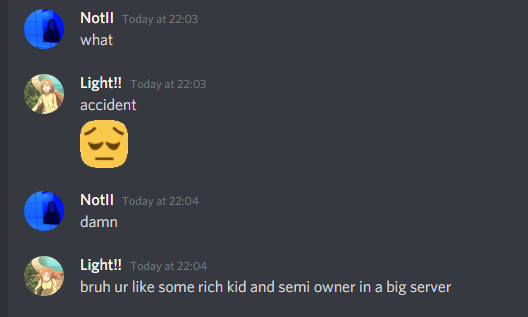 NotII Today at 22:03
what
Light!! Today at 22:03
accident
NotII Today at 22:04
damn
Light!! Today at 22:04
bruh ur like some rich kid and semi owner in a big server